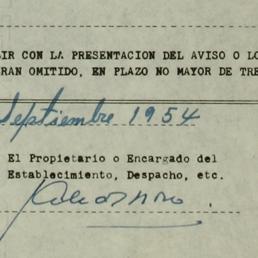 IR CON LA PRESENTACION DEL AVISO O LO
RAN OMITIDO, EN PLAZO NO MAYOR DE TRE
Septiembre 1954
El Propietario o Encargado del
Establecimiento, Despacho, etc.